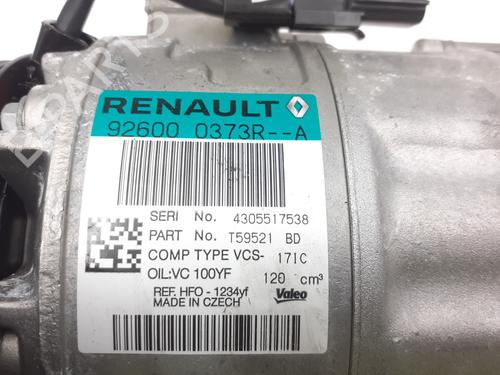 RENAULT
92600 0373R--A
SERI No. 4305517538
PART No. T59521 BD
COMP TYPE VCS- 17IC
OIL:VC 100YF 120 cm³
REF. HFO - 1234yf
MADE IN CZECH
Valeo